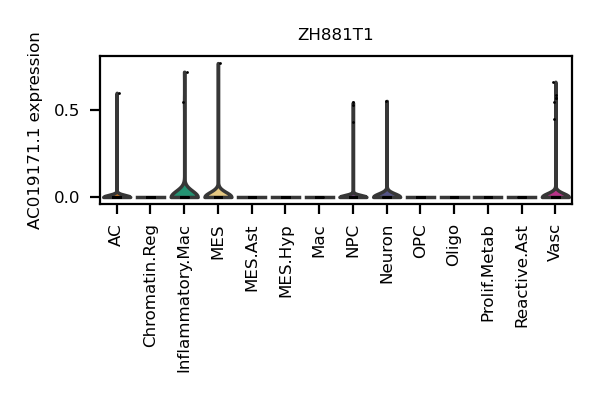 ZH881T1
AC019171.1 expression
0.5
0.0
AC
Chromatin.Reg
Inflammatory.Mac
MES
MES.Ast
MES.Hyp
Mac
NPC
Neuron
OPC
Oligo
Prolif.Metab
Reactive.Ast
Vasc